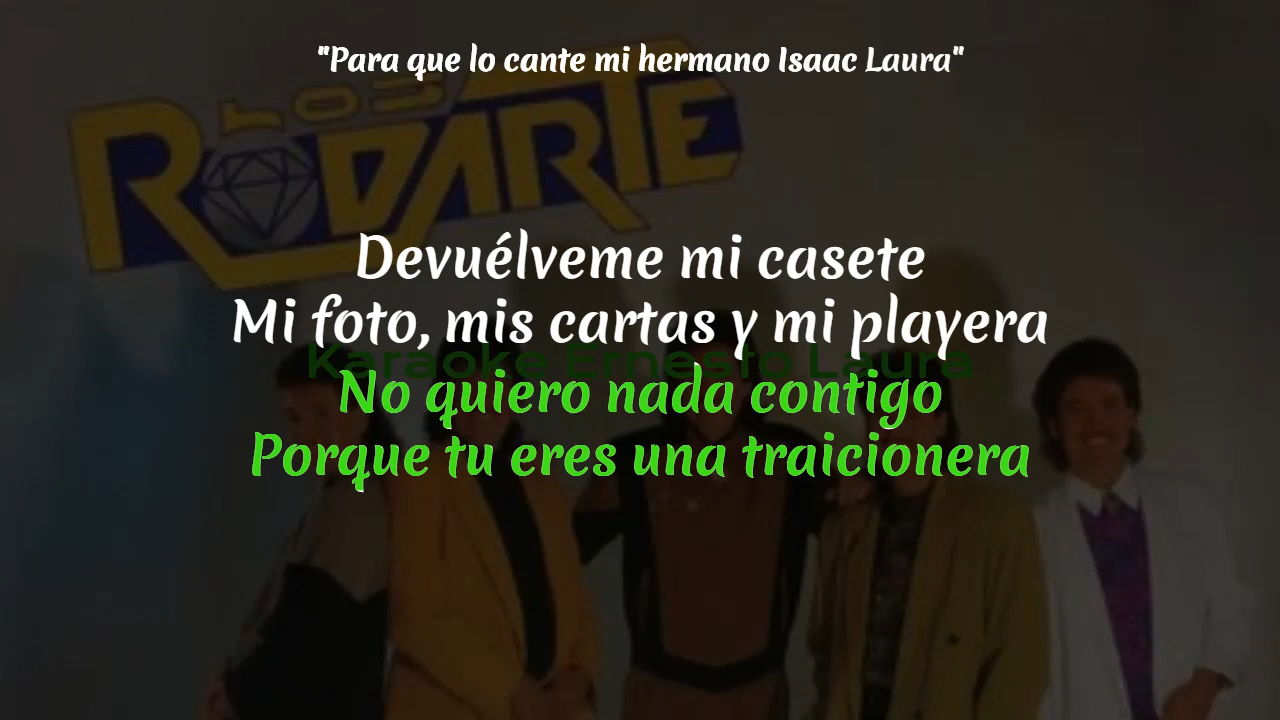 "Para que lo cante mi hermano Isaac Laura"
LOS
RODARTE
Devuélveme mi casete
Mi foto, mis cartas y mi playera
Karaoke Ernesto Laura
No quiero nada contigo
Porque tu eres una traicionera